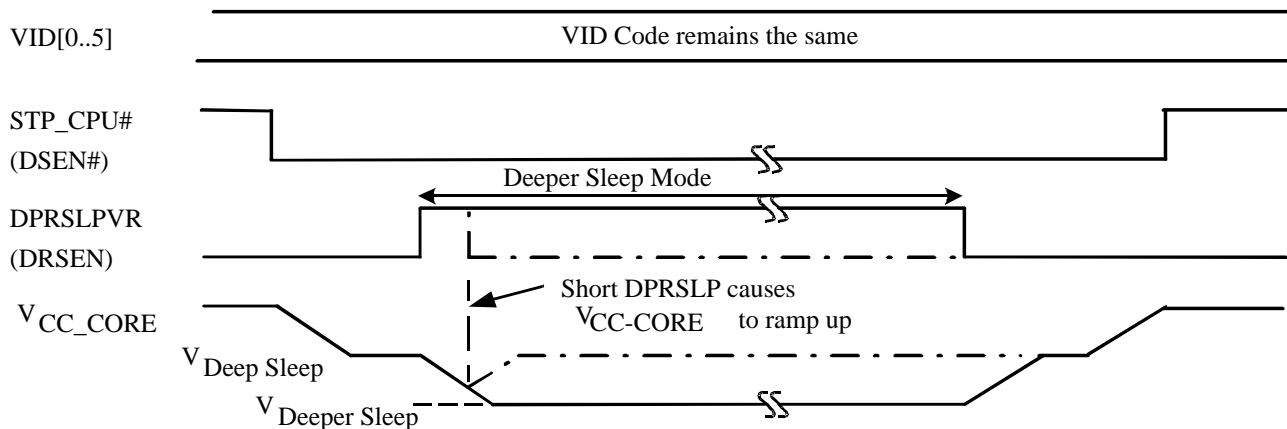 VID[0..5]
VID Code remains the same
STP_CPU#
(DSEN#)
Deeper Sleep Mode
DPRSLPVR
(DRSEN)
Short DPRSLP causes
VCC-CORE to ramp up
VCC_CORE
VDeep Sleep
VDeeper Sleep